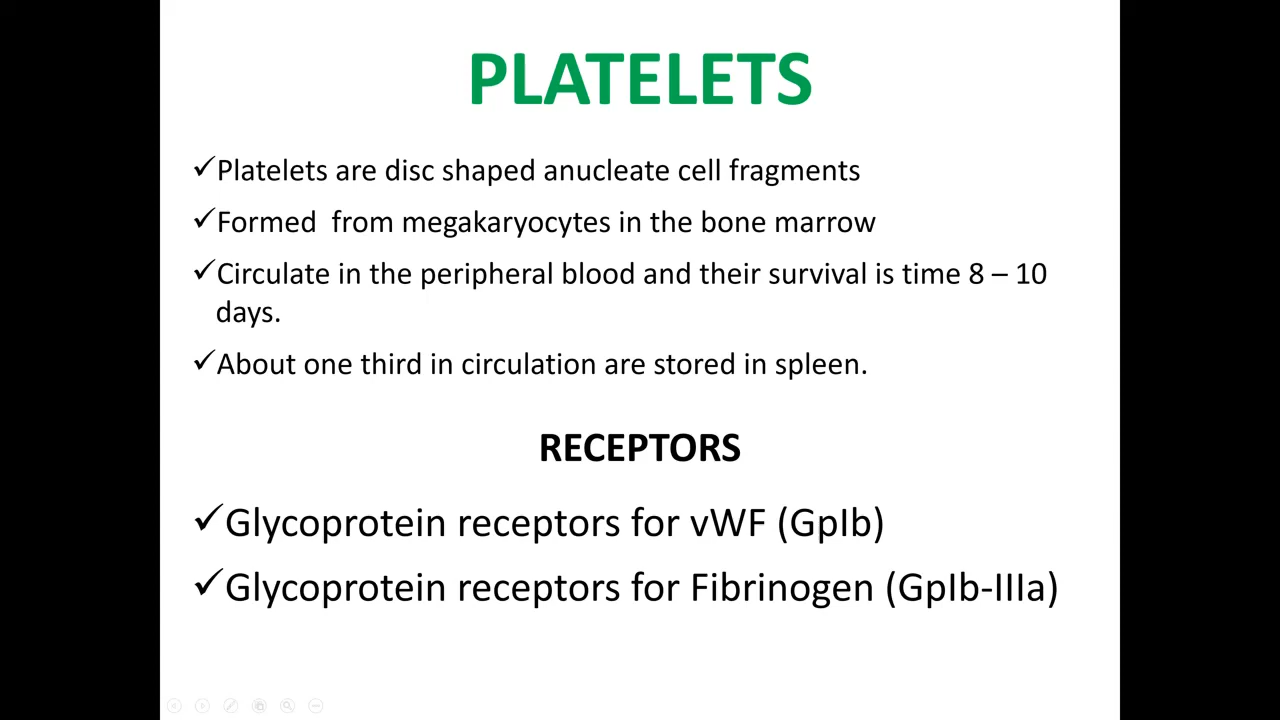 PLATELETS
✓Platelets are disc shaped anucleate cell fragments
✓Formed  from megakaryocytes in the bone marrow
✓Circulate in the peripheral blood and their survival is time 8 – 10
days.
✓About one third in circulation are stored in spleen.
RECEPTORS
✓Glycoprotein receptors for vWF (GpIb)
✓Glycoprotein receptors for Fibrinogen (GpIb-IIIa)